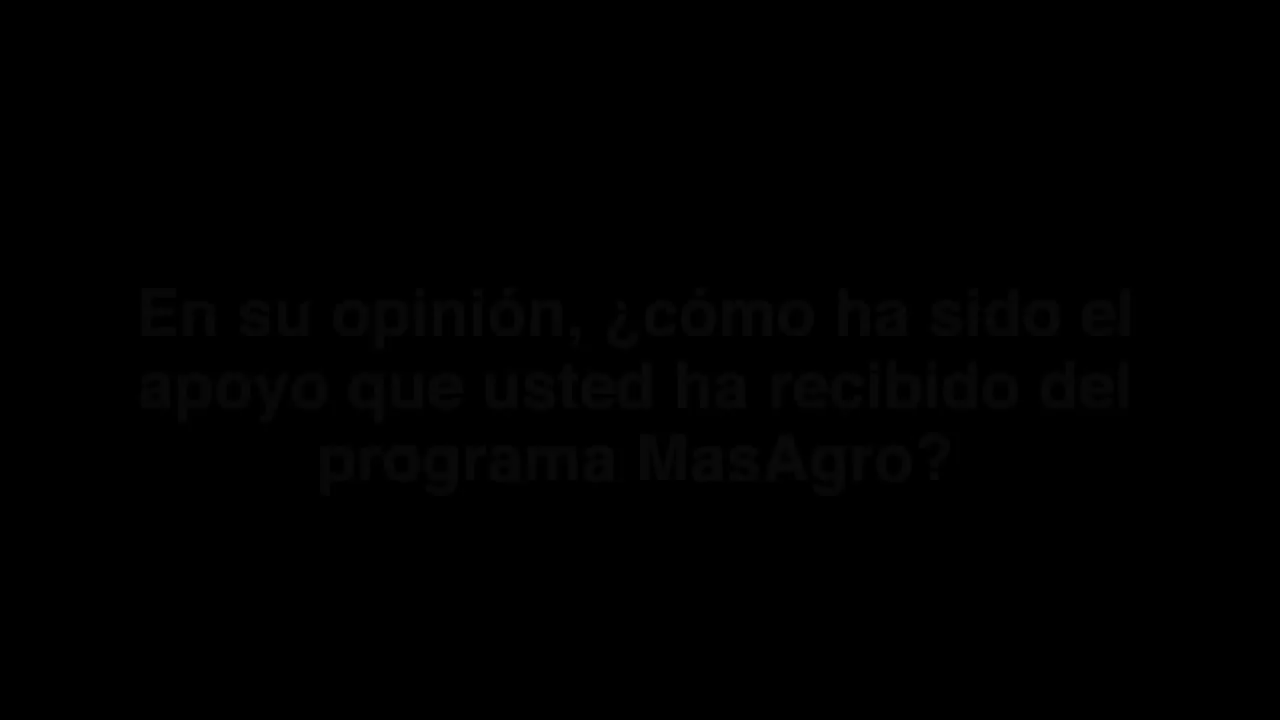 En su opinión, ¿cómo ha sido el
apoyo que usted ha recibido del
programa MasAgro?